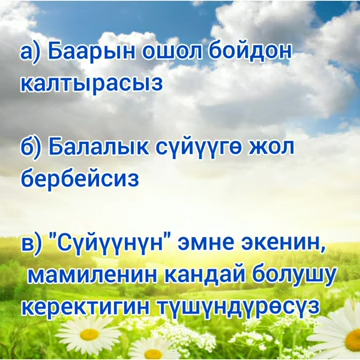 а) Баарын ошол бойдон
калтырасыз
б) Балалык сүйүүгө жол
бербейсиз
в) "Сүйүүнүн" эмне экенин,
мамиленин кандай болушу
керектигин түшүндүрөсүз